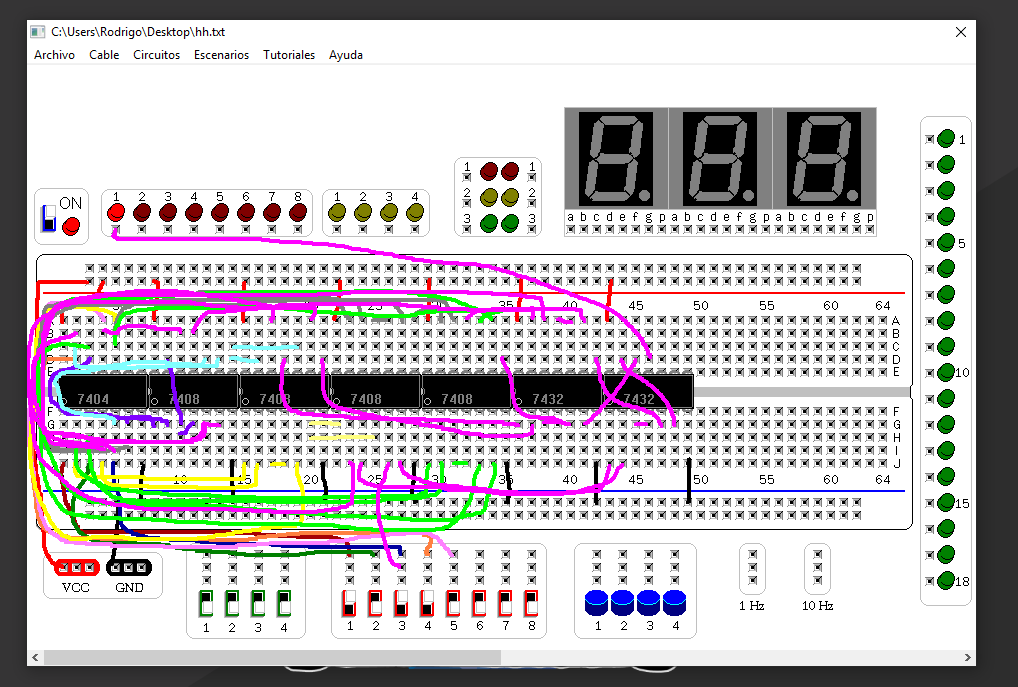 C:\Users\Rodrigo\Desktop\hh.txt
Archivo Cable Circuitos Escenarios Tutoriales Ayuda
ON
1 2 3 4 5 6 7 8
1 2 3 4
1 1
2 2
3 3
a b c d e f g p a b c d e f g p a b c d e f g p
1
5
10
15
18
35 40 45 50 55 60 64
A
B
C
D
E
7404 7408 7408 7408 7408 7432 7432
F
G
H
I
J
F
G
10 15 20 30 35 40 45 50 55 60 64
VCC GND
1 2 3 4
1 2 3 4 5 6 7 8
1 2 3 4
1 Hz
10 Hz